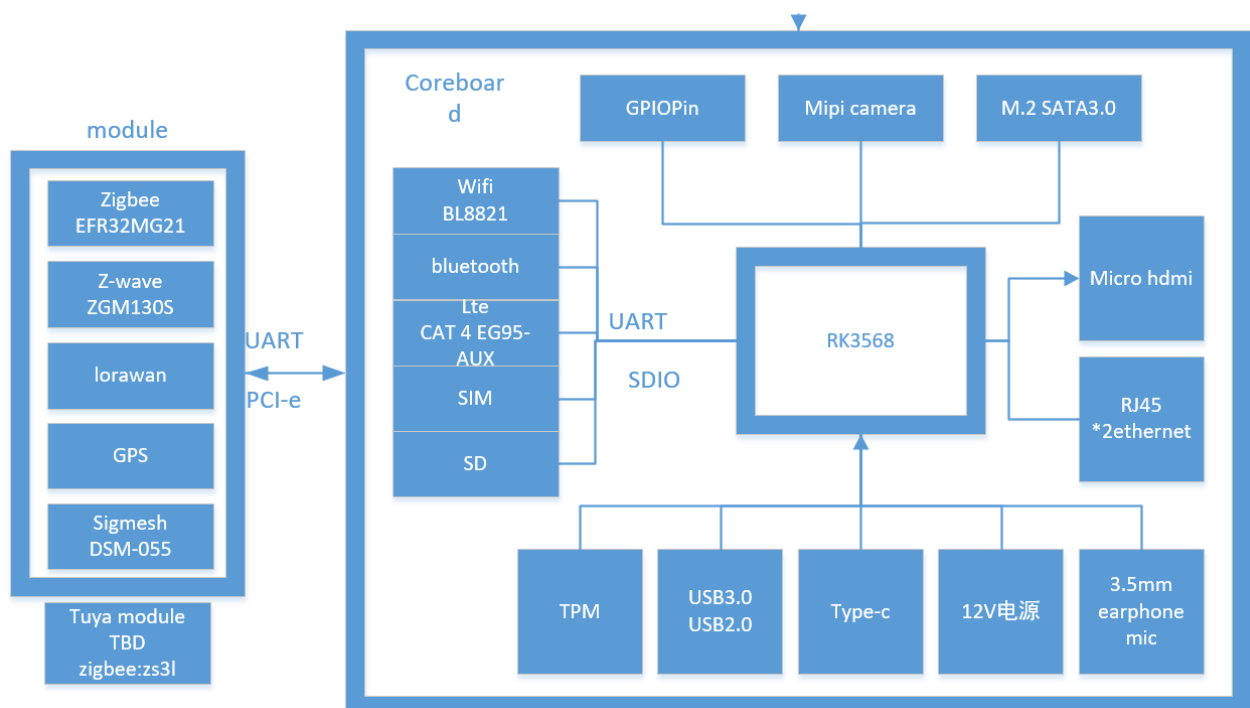 module
Zigbee
EFR32MG21
Z-wave
ZGM130S
lorawan
GPS
Sigmesh
DSM-055
Tuya module
TBD
zigbee:zs3l
UART
PCI-e
Coreboar
d
GPIOPin
Mipi camera
M.2 SATA3.0
Wifi
BL8821
bluetooth
Lte
CAT 4 EG95-
AUX
SIM
SD
UART
SDIO
RK3568
Micro hdmi
RJ45
*2ethernet
TPM
USB3.0
USB2.0
Type-c
12V电源
3.5mm
earphone
mic